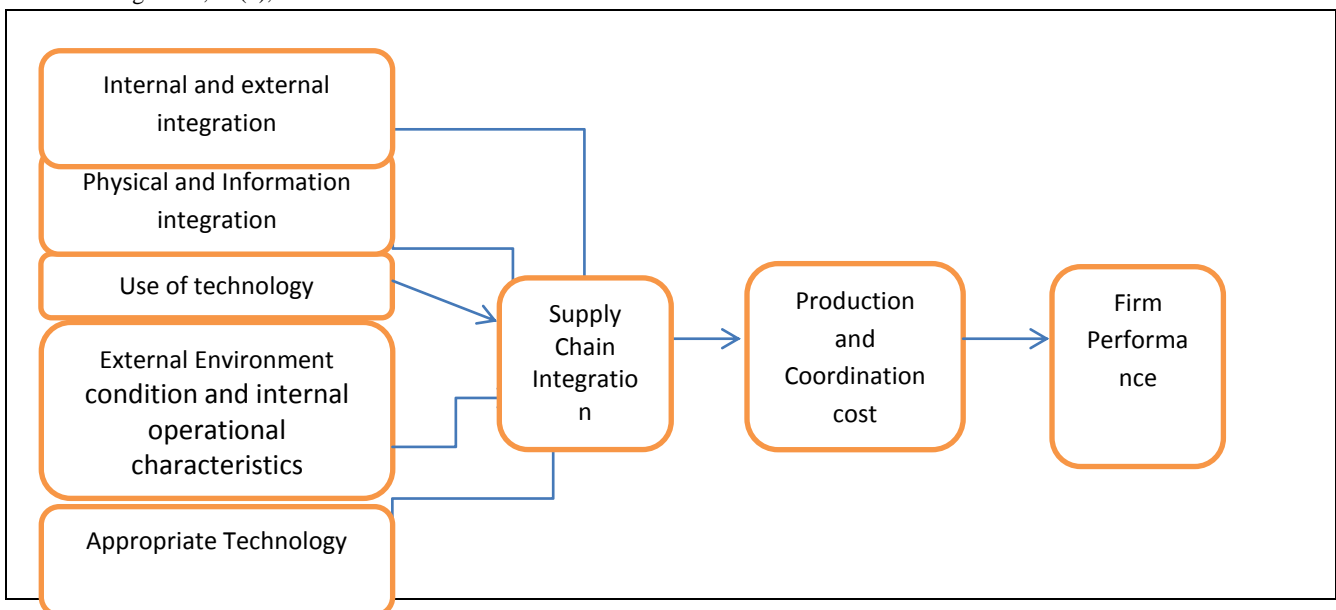 Internal and external
integration
Physical and Information
integration
Use of technology
External Environment
condition and internal
operational
characteristics
Appropriate Technology
Supply
Chain
Integratio
n
Production
and
Coordination
cost
Firm
Performa
nce